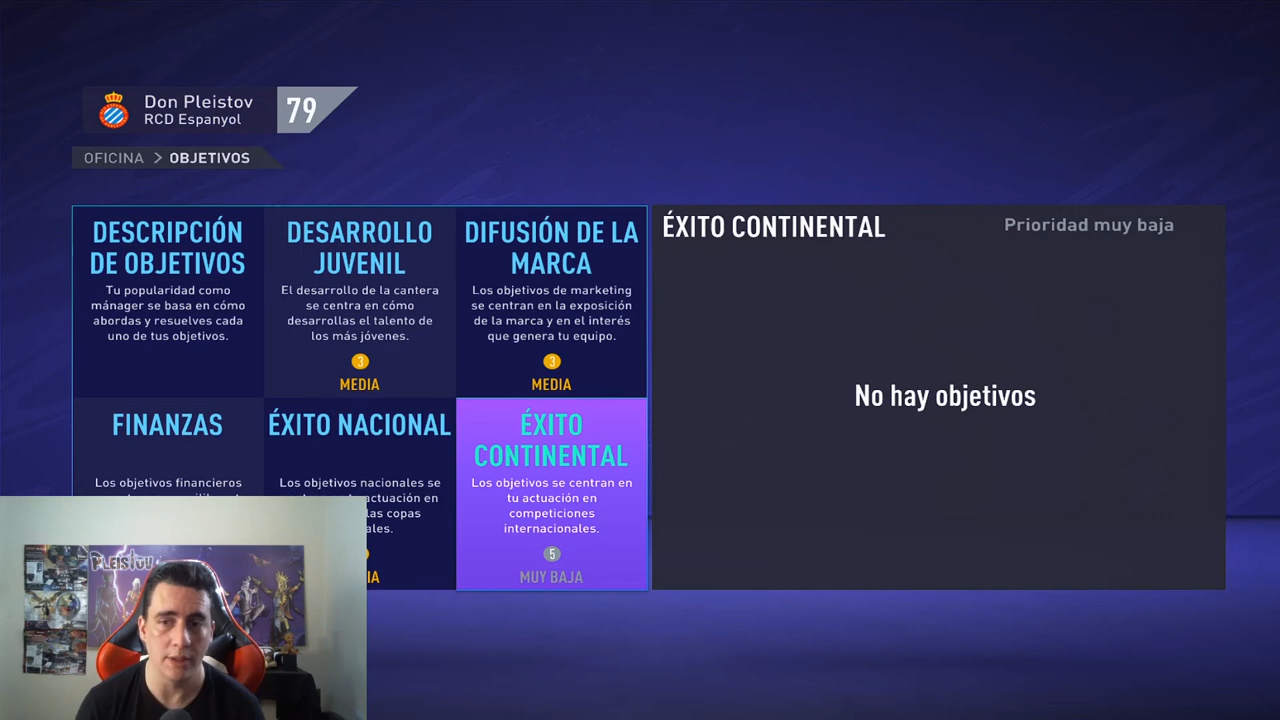 Don Pleistov
RCD Espanyol
79
OFICINA > OBJETIVOS
DESCRIPCIÓN
DE OBJETIVOS
Tu popularidad como
mánager se basa en cómo
abordas y resuelves cada
uno de tus objetivos.
DESARROLLO
JUVENIL
El desarrollo de la cantera
se centra en cómo
desarrollas el talento de
los más jóvenes.
3
MEDIA
DIFUSIÓN DE LA
MARCA
Los objetivos de marketing
se centran en la exposición
de la marca y en el interés
que genera tu equipo.
3
MEDIA
FINANZAS
Los objetivos financieros
ÉXITO NACIONAL
Los objetivos nacionales se
actuación en
las copas
ÉXITO
CONTINENTAL
Los objetivos se centran en
tu actuación en
competiciones
internacionales.
5
MUY BAJA
ÉXITO CONTINENTAL
Prioridad muy baja
No hay objetivos
PLEISTOV